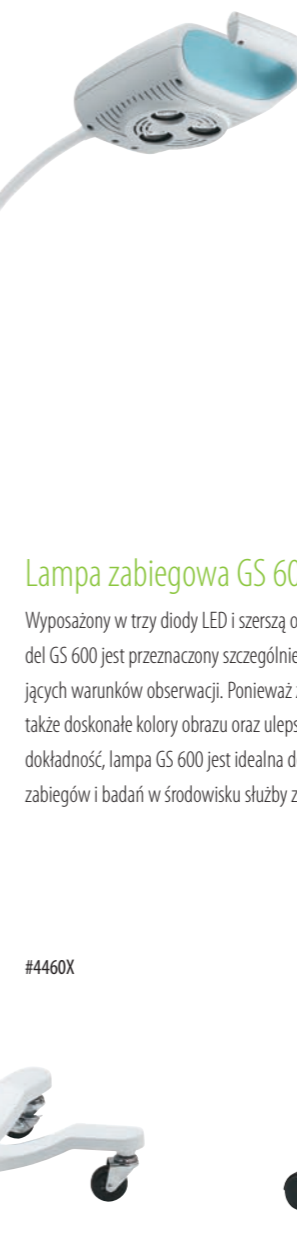 Lampa zabiegowa GS 60
Wyposażony w trzy diody LED i szerszą
del GS 600 jest przeznaczony szczególnie
jących warunków obserwacji. Ponieważ
także doskonałe kolory obrazu oraz
dokładność, lampa GS 600 jest idealna
zabiegów i badań w środowisku służby
#4460X